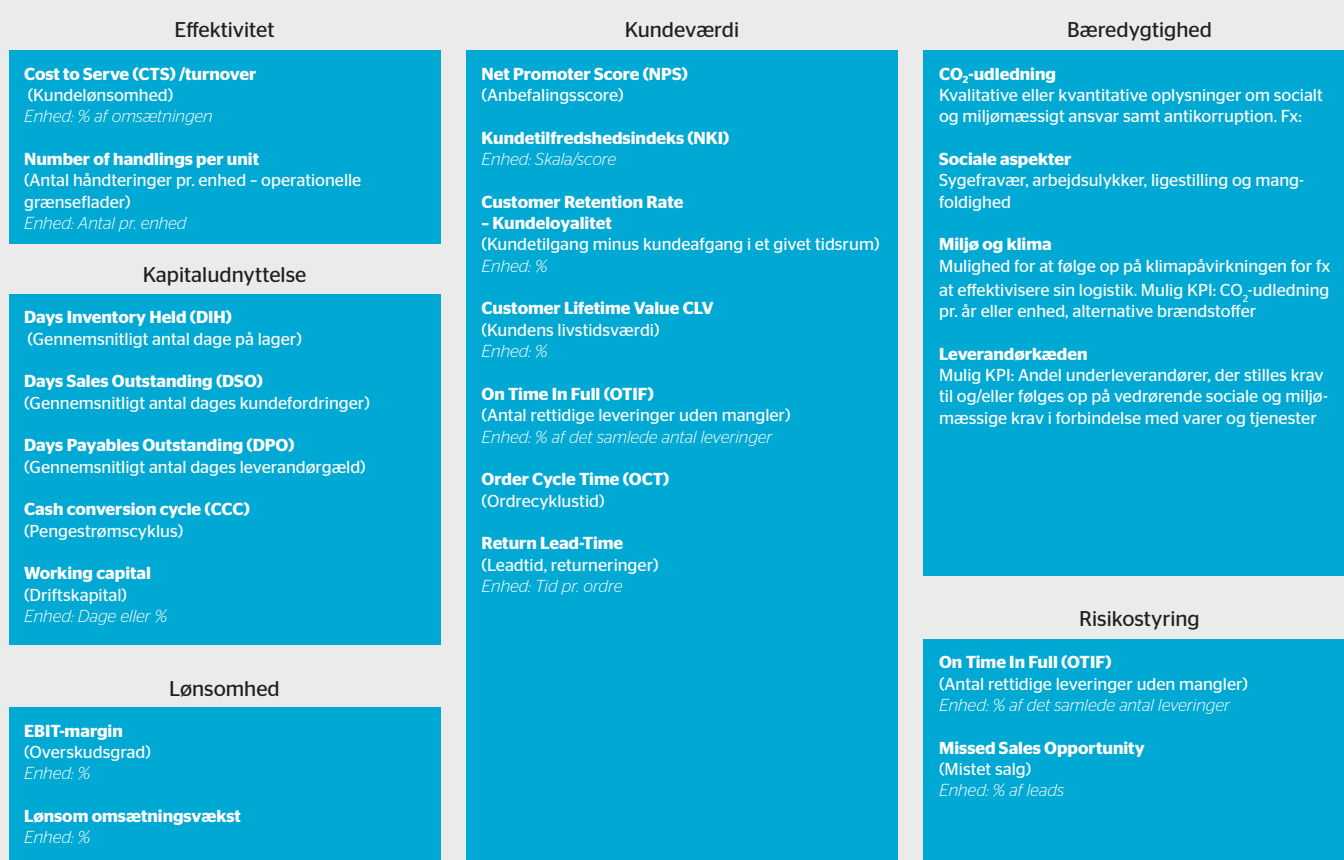 Effektivitet
Cost to Serve (CTS) /turnover
(Kundelønsomhed)
Enhed: % af omsætningen
Number of handlings per unit
(Antal håndteringer pr. enhed – operationelle
grænseflader)
Enhed: Antal pr. enhed
Kapitaludnyttelse
Days Inventory Held (DIH)
(Gennemsnitligt antal dage på lager)
Days Sales Outstanding (DSO)
(Gennemsnitligt antal dages kundefordringer)
Days Payables Outstanding (DPO)
(Gennemsnitligt antal dages leverandørgæld)
Cash conversion cycle (CCC)
(Pengestrømscyklus)
Working capital
(Driftskapital)
Enhed: Dage eller %
Lønsomhed
EBIT-margin
(Overskudsgrad)
Enhed: %
Lønsom omsætningsvækst
Enhed: %
Kundeværdi
Net Promoter Score (NPS)
(Anbefalingsscore)
Kundetilfredshedsindeks (NKI)
Enhed: Skala/score
Customer Retention Rate
– Kundeloyalitet
(Kundetilgang minus kundeafgang i et givet tidsrum)
Enhed: %
Customer Lifetime Value CLV
(Kundens livstidsværdi)
Enhed: %
On Time In Full (OTIF)
(Antal rettidige leveringer uden mangler)
Enhed: % af det samlede antal leveringer
Order Cycle Time (OCT)
(Ordrecyklustid)
Return Lead-Time
(Leadtid, returneringer)
Enhed: Tid pr. ordre
Bæredygtighed
CO₂-udledning
Kvalitative eller kvantitative oplysninger om socialt
og miljømæssigt ansvar samt antikorruption. Fx:
Sociale aspekter
Sygefravær, arbejdsulykker, ligestilling og mang-
foldighed
Miljø og klima
Mulighed for at følge op på klimapåvirkningen for fx
at effektivisere sin logistik. Mulig KPI: CO₂-udledning
pr. år eller enhed, alternative brændstoffer
Leverandørkæden
Mulig KPI: Andel underleverandører, der stilles krav
til og/eller følges op på vedrørende sociale og miljø-
mæssige krav i forbindelse med varer og tjenester
Risikostyring
On Time In Full (OTIF)
(Antal rettidige leveringer uden mangler)
Enhed: % af det samlede antal leveringer
Missed Sales Opportunity
(Mistet salg)
Enhed: % af leads